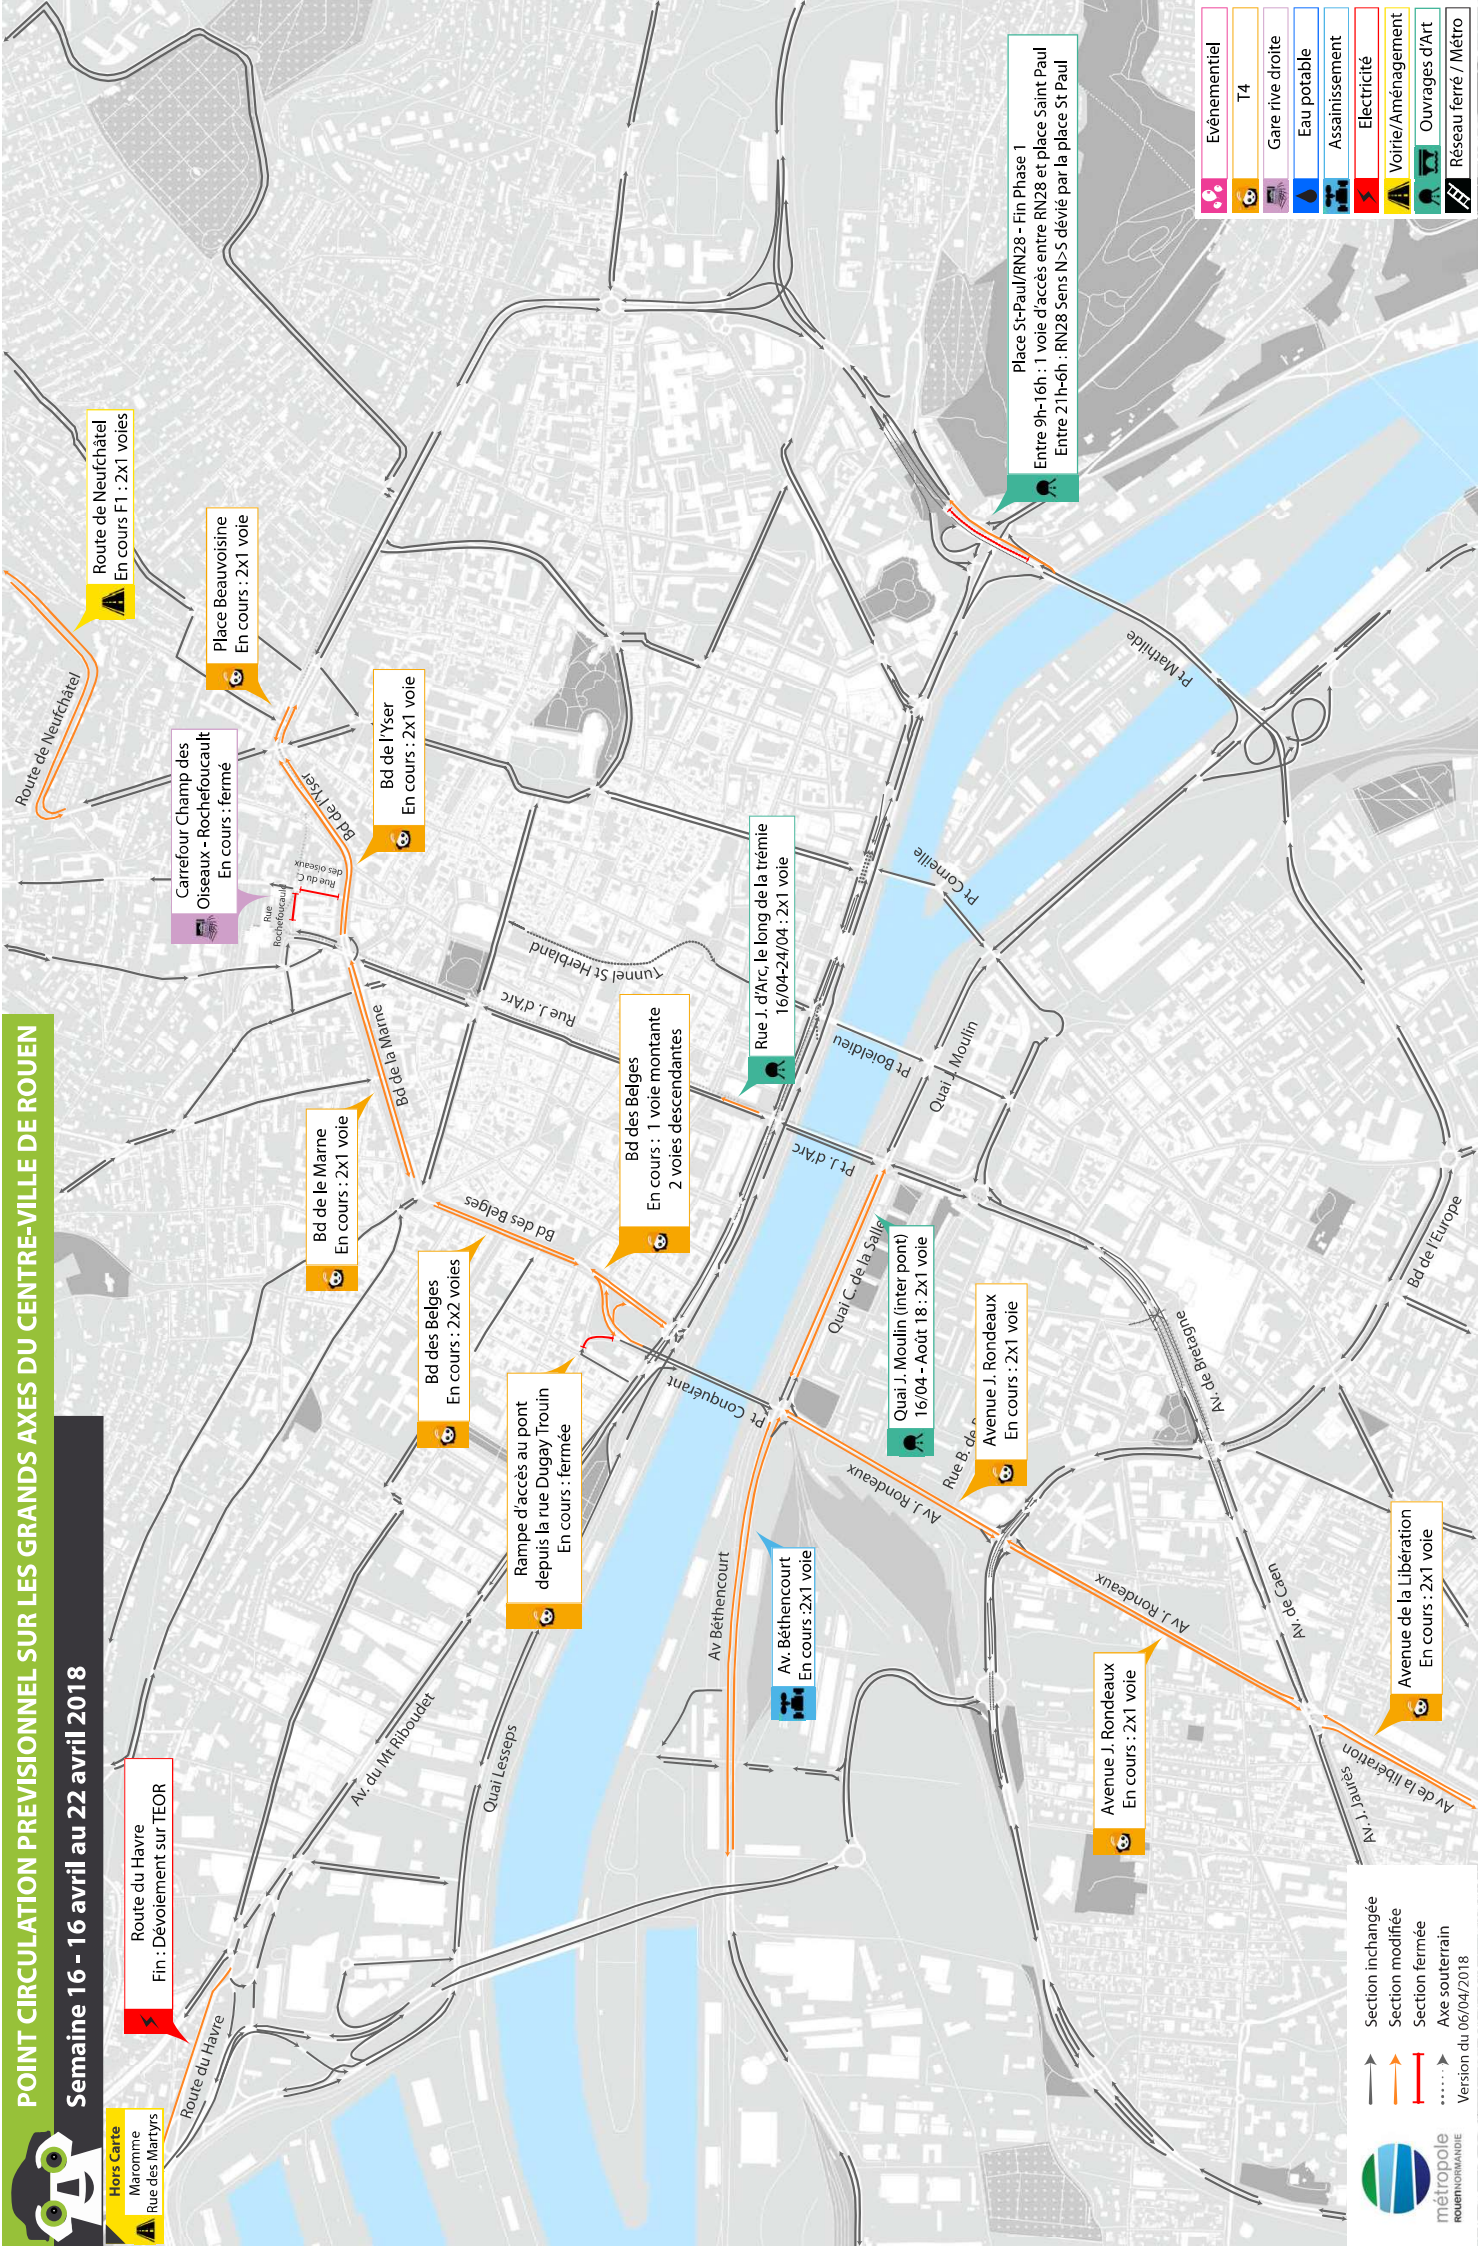 POINT CIRCULATION PREVISIONNEL SUR LES GRANDS AXES DU CENTRE-VILLE DE ROUEN
Semaine 16 - 16 avril au 22 avril 2018
Hors Carte
Maromme
Rue des Martyrs
Route du Havre
Fin : Dévoiement sur TEOR
Route du Havre
Av. du Mt Riboudet
Quai Lesseps
Rampe d'accès au pont
depuis la rue Dugay Trouin
En cours : fermée
Bd des Belges
En cours : 2x2 voies
Bd de le Marne
En cours : 2x1 voie
Bd des Belges
En cours : 1 voie montante
2 voies descendantes
Bd des Belges
Bd de la Marne
Carrefour Champ des
Oiseaux - Rochefoucault
En cours : fermé
Rue
Rochefoucauld
Rue du C.
des oiseaux
Bd de l'Yser
Bd de l'Yser
En cours : 2x1 voie
Place Beauvoisine
En cours : 2x1 voie
Route de Neufchâtel
Route de Neufchâtel
En cours F1 : 2x1 voies
Rue J. d'Arc
Tunnel St Herbland
Rue J. d'Arc, le long de la trémie
16/04-24/04 : 2x1 voie
Place St-Paul/RN28 - Fin Phase 1
Entre 9h-16h : 1 voie d'accès entre RN28 et place Saint Paul
Entre 21h-6h : RN28 Sens N>S dévié par la place St Paul
Pt Conquérant
Pt J. d'Arc
Pt Boieldieu
Pt Corneille
Pt Mathilde
Quai J. Moulin
Quai C. de la Salle
Quai J. Moulin (inter pont)
16/04 - Août 18 : 2x1 voie
Av Béthencourt
Av. Béthencourt
En cours :2x1 voie
Av J. Rondeaux
Rue B. de
Avenue J. Rondeaux
En cours : 2x1 voie
Av J. Rondeaux
Avenue J. Rondeaux
En cours : 2x1 voie
Av. de Bretagne
Bd de l'Europe
Av. de Caen
Av. J. Jaurès
Av de la libération
Avenue de la Libération
En cours : 2x1 voie
Evênementiel
T4
Gare rive droite
Eau potable
Assainissement
Electricité
Voirie/Aménagement
Ouvrages d'Art
Réseau ferré / Métro
métropole
ROUENNORMANDIE
Section inchangée
Section modifiée
Section fermée
Axe souterrain
Version du 06/04/2018